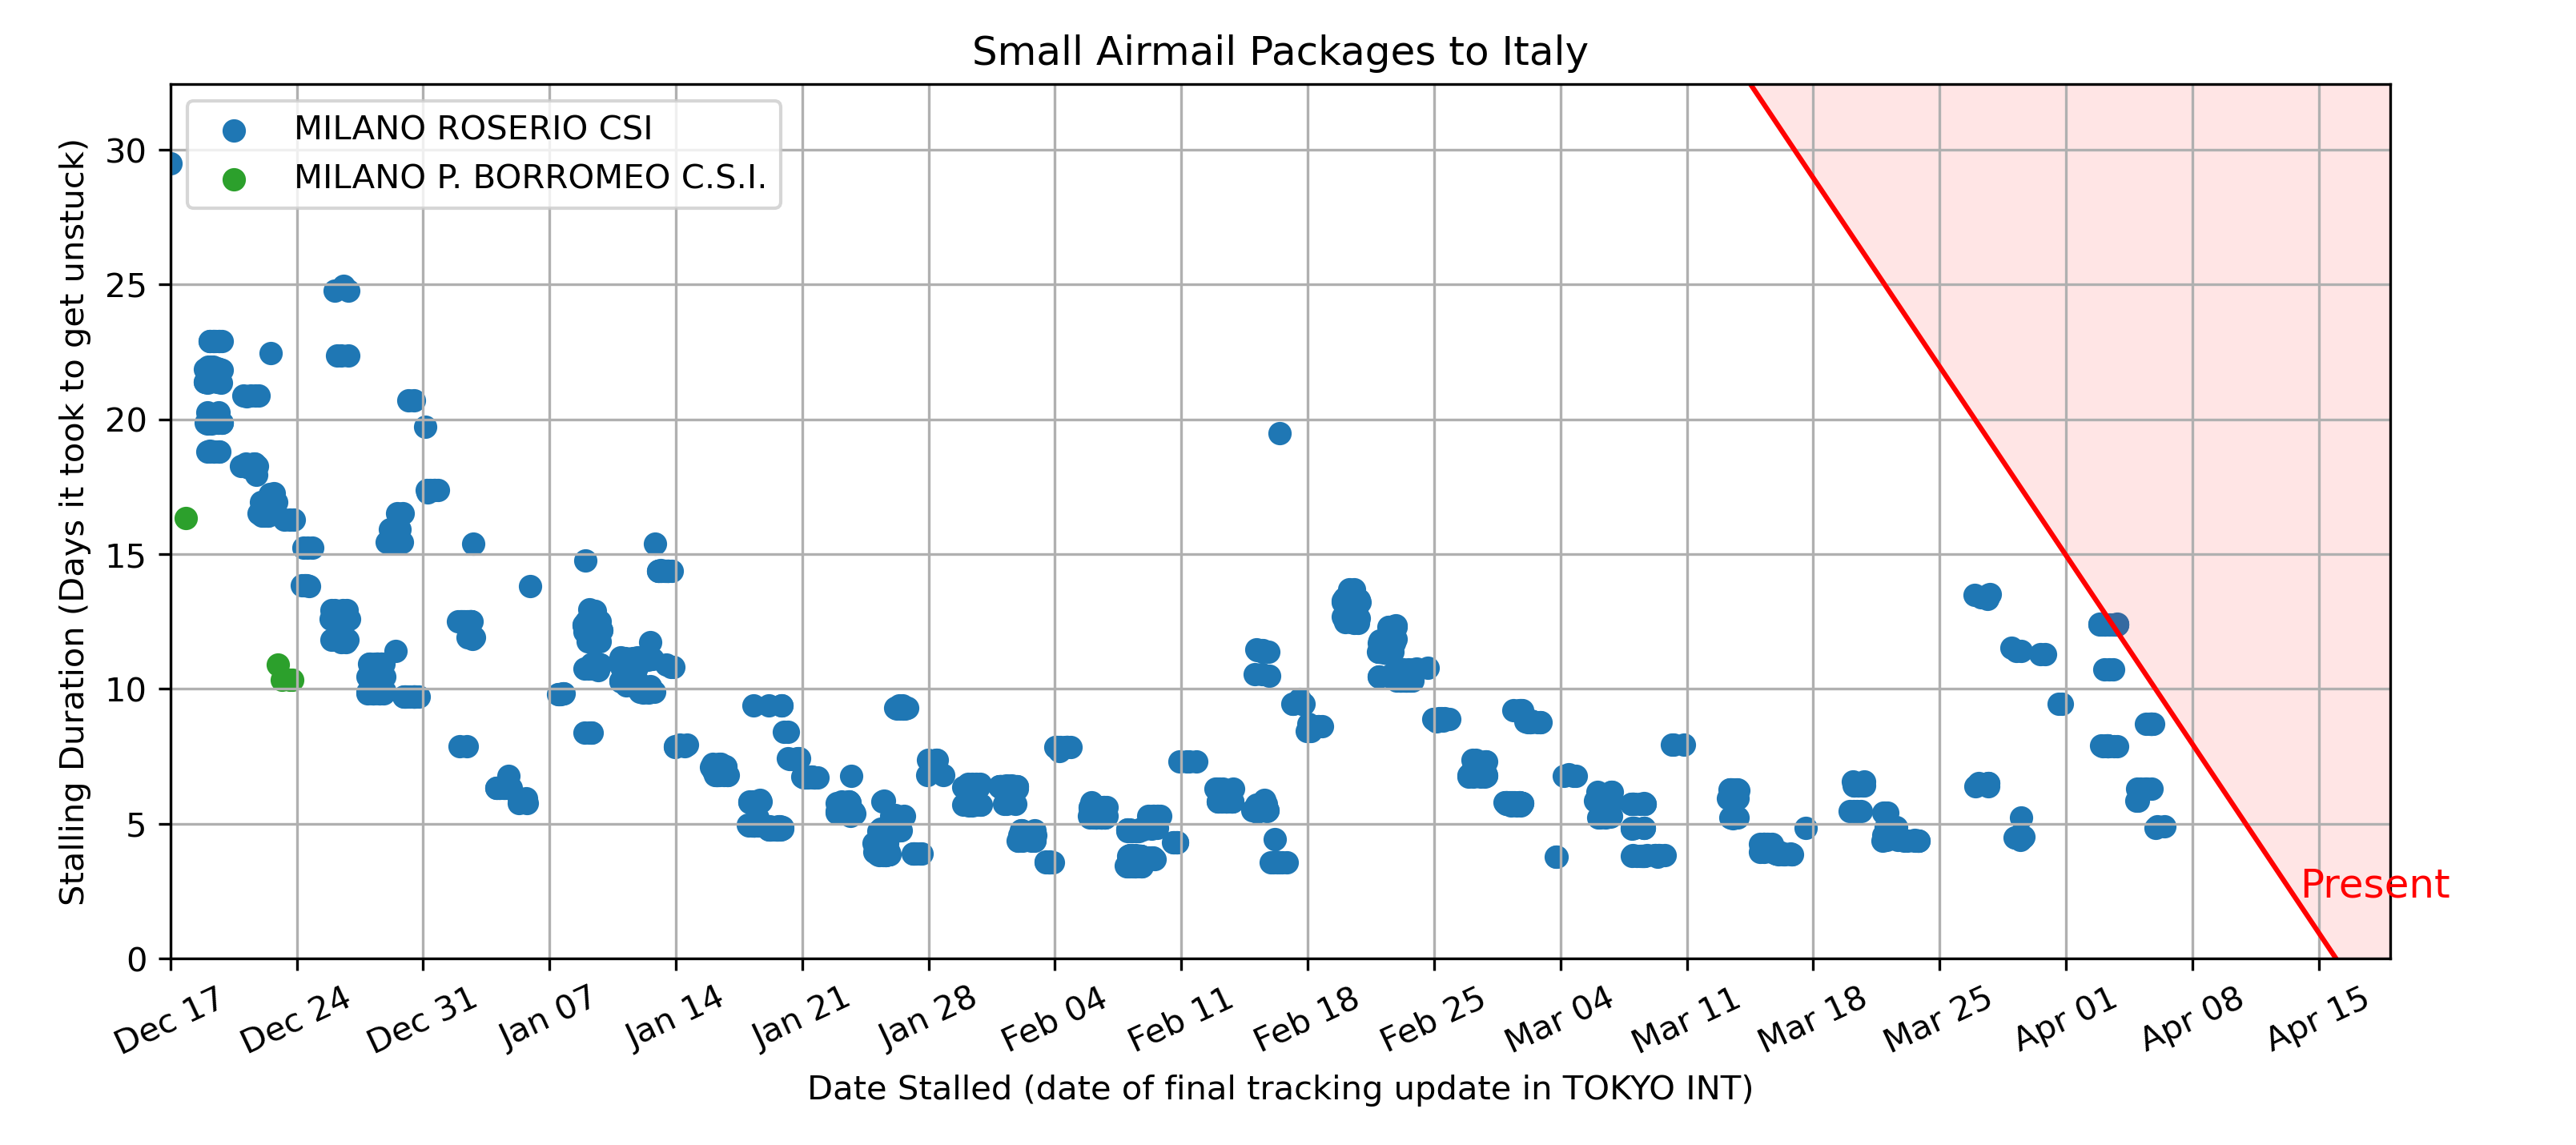 Small Airmail Packages to Italy
MILANO ROSERIO CSI
MILANO P. BORROMEO C.S.I.
Stalling Duration (Days it took to get unstuck)
30
25
20
15
10
5
0
Present
Dec 17 Dec 24 Dec 31 Jan 07 Jan 14 Jan 21 Jan 28 Feb 04 Feb 11 Feb 18 Feb 25 Mar 04 Mar 11 Mar 18 Mar 25 Apr 01 Apr 08 Apr 15
Date Stalled (date of final tracking update in TOKYO INT)